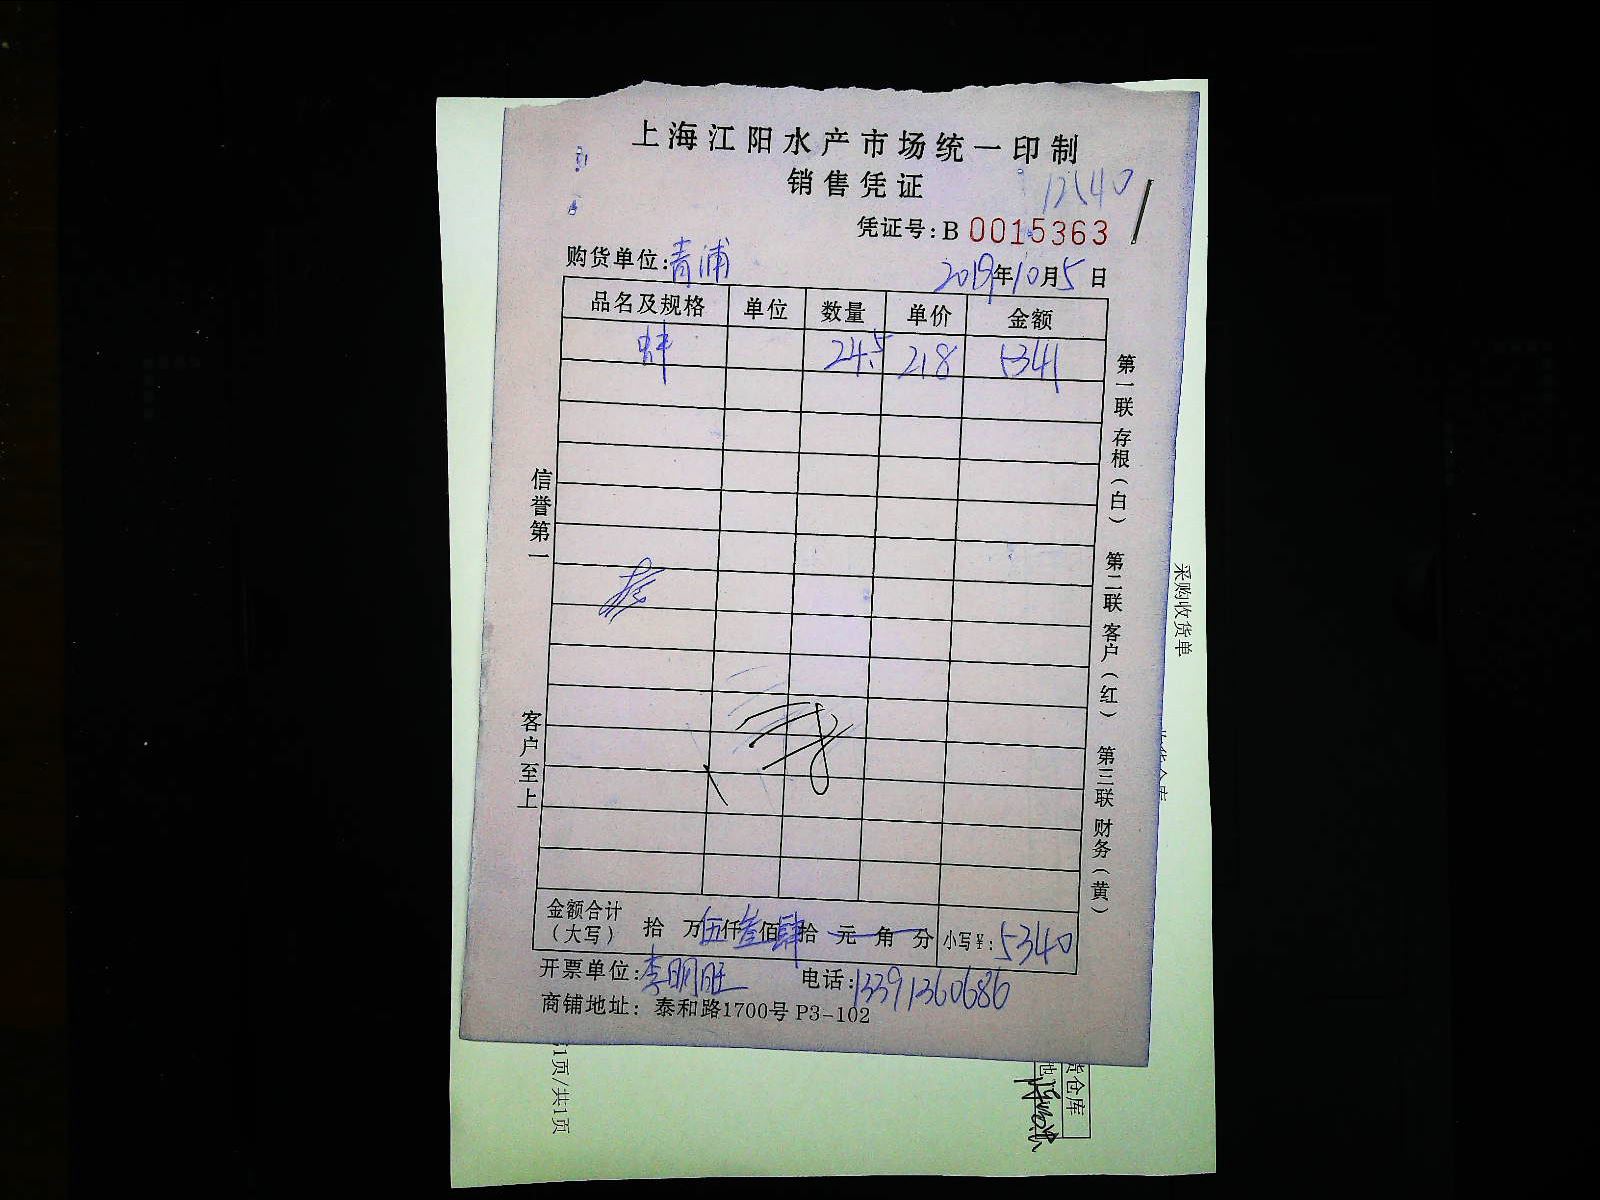 上海江阳水产市场统一印制
销售凭证
12540
凭证号:B 0015363
购货单位:青浦
2019年10月5日
品名及规格 单位 数量 单价 金额
蚌 24.5 218 5341
信誉第一
客户至上
第一联 存根(白) 第二联 客户(红) 第三联 财务(黄)
金额合计(大写) 拾 万伍仟叁佰肆拾 元 角 分 小写¥:5340
开票单位:李明旺 电话:13391360686
商铺地址:泰和路1700号 P3-102
采购收货单
1页/共1页
货仓库